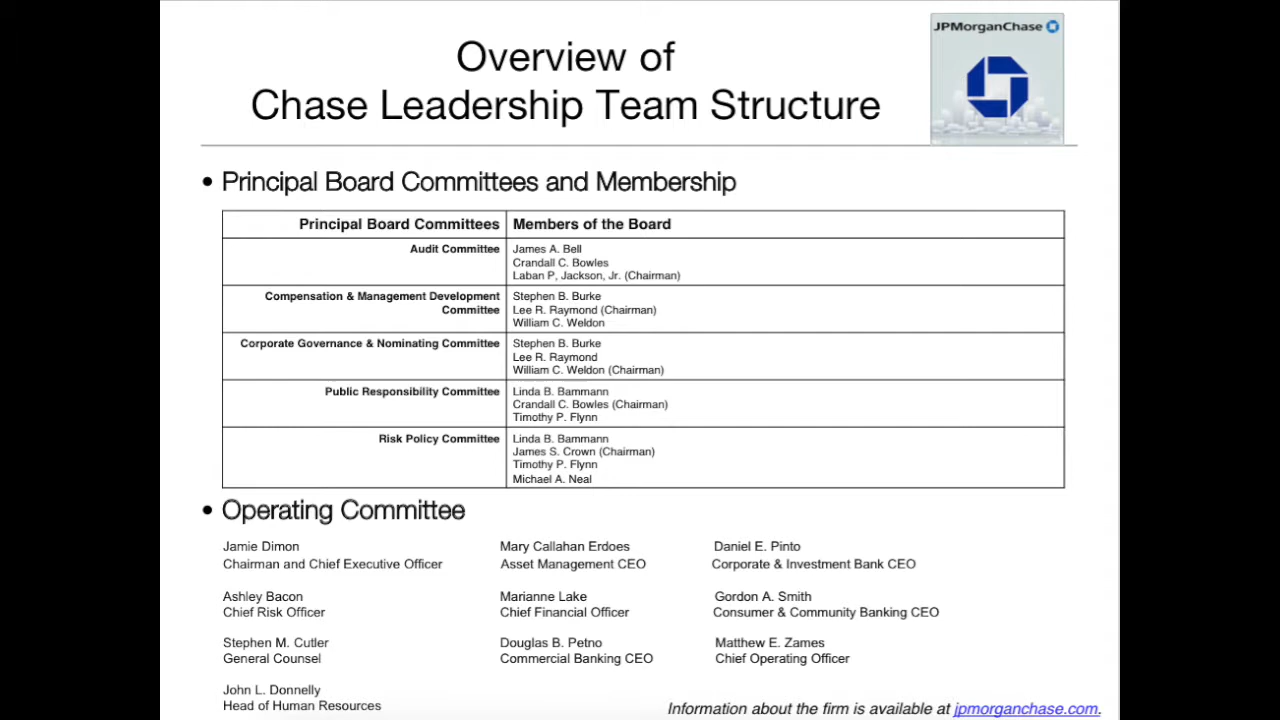 JPMorganChase
Overview of
Chase Leadership Team Structure
• Principal Board Committees and Membership
Principal Board Committees Members of the Board
Audit Committee James A. Bell
Crandall C. Bowles
Laban P, Jackson, Jr. (Chairman)
Compensation & Management Development Stephen B. Burke
Committee Lee R. Raymond (Chairman)
William C. Weldon
Corporate Governance & Nominating Committee Stephen B. Burke
Lee R. Raymond
William C. Weldon (Chairman)
Public Responsibility Committee Linda B. Bammann
Crandall C. Bowles (Chairman)
Timothy P. Flynn
Risk Policy Committee Linda B. Bammann
James S. Crown (Chairman)
Timothy P. Flynn
Michael A. Neal
• Operating Committee
Jamie Dimon Mary Callahan Erdoes Daniel E. Pinto
Chairman and Chief Executive Officer Asset Management CEO Corporate & Investment Bank CEO
Ashley Bacon Marianne Lake Gordon A. Smith
Chief Risk Officer Chief Financial Officer Consumer & Community Banking CEO
Stephen M. Cutler Douglas B. Petno Matthew E. Zames
General Counsel Commercial Banking CEO Chief Operating Officer
John L. Donnelly
Head of Human Resources
Information about the firm is available at jpmorganchase.com.